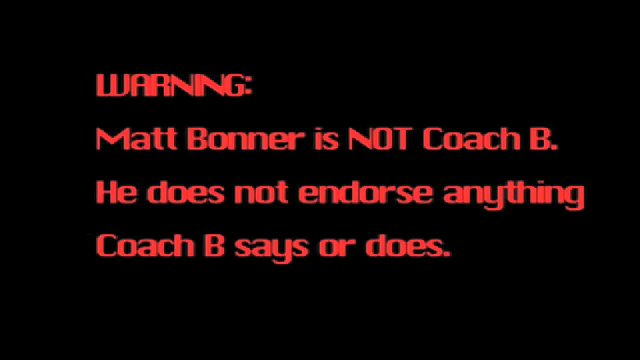 WARNING:
Matt Bonner is NOT Coach B.
He does not endorse anything
Coach B says or does.